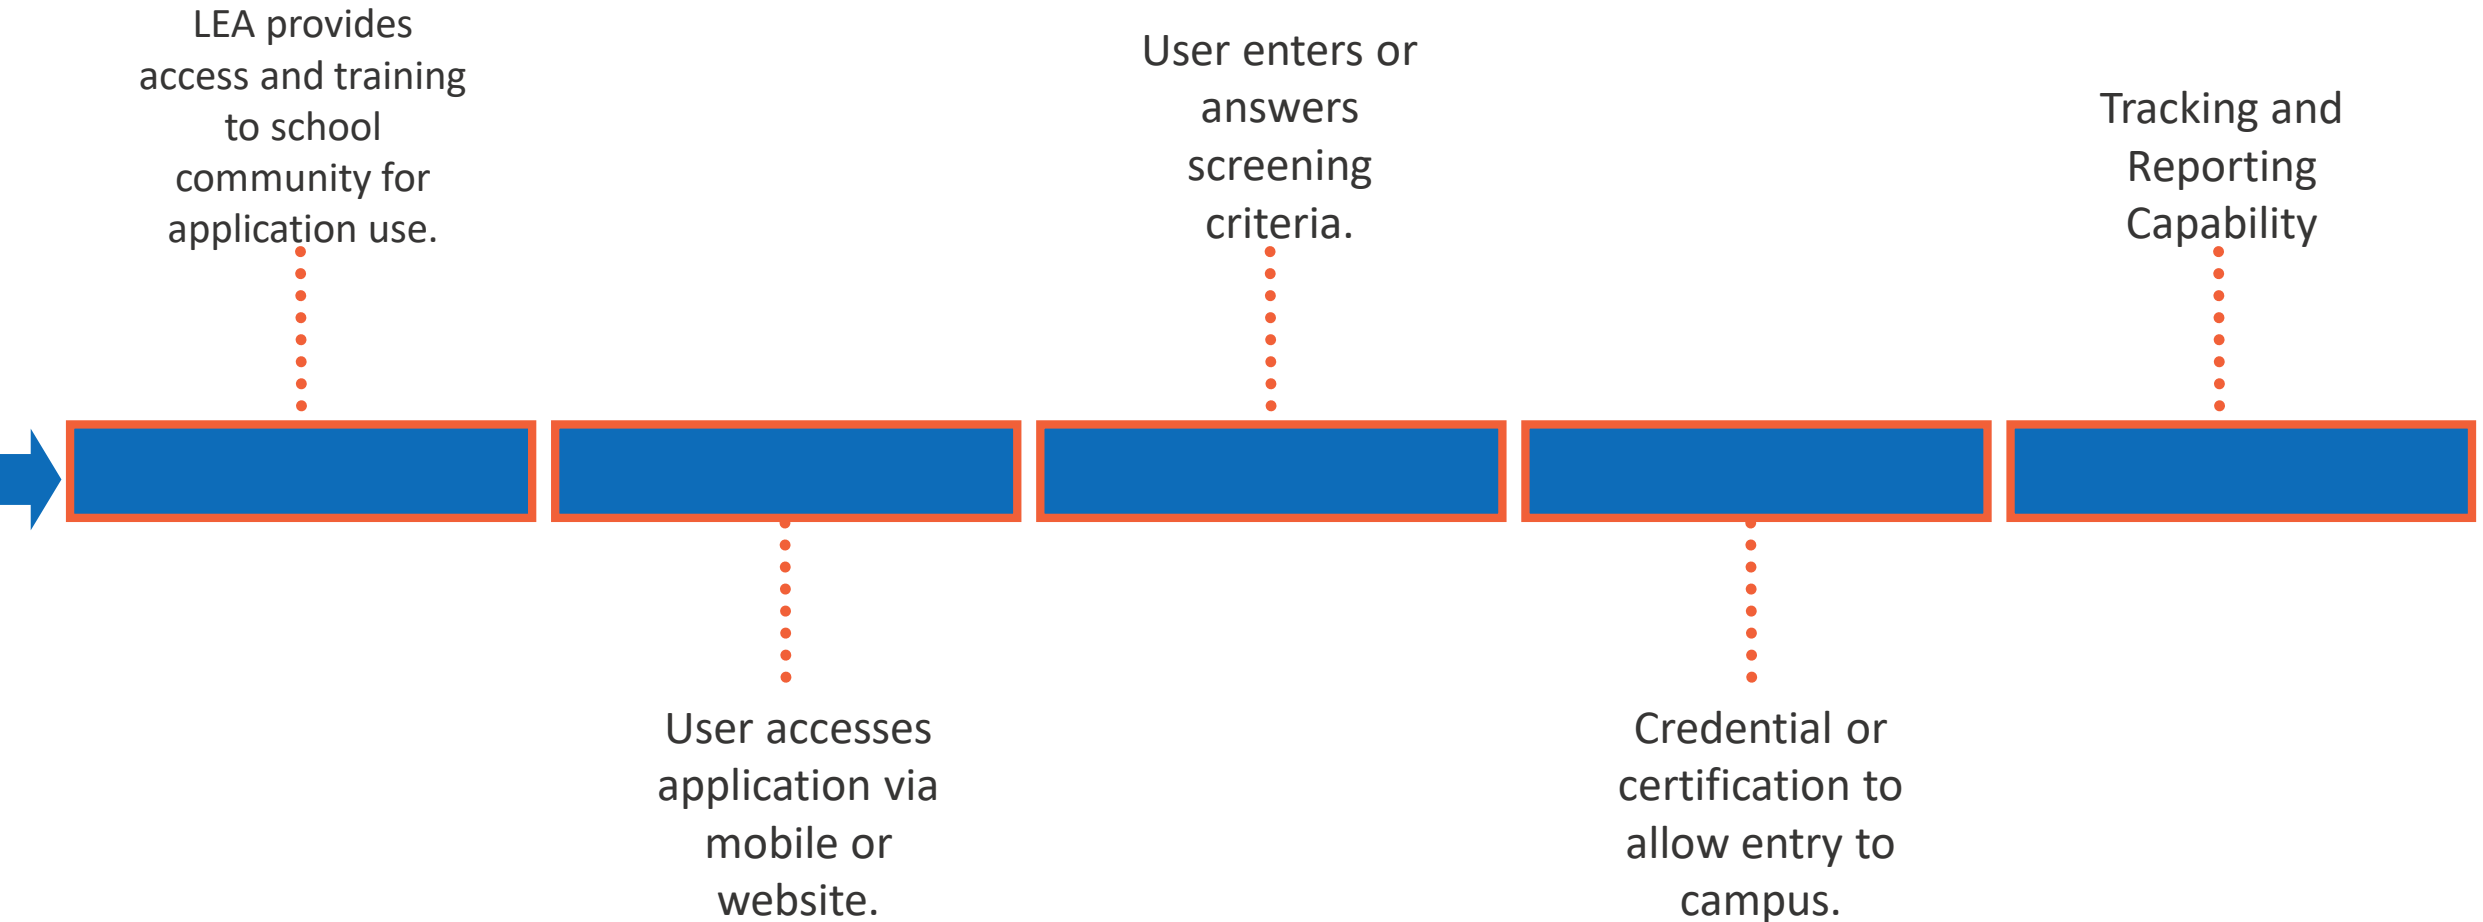 LEA provides
access and training
to school
community for
application use.
User accesses
application via
mobile or
website.
User enters or
answers
screening
criteria.
Credential or
certification to
allow entry to
campus.
Tracking and
Reporting
Capability